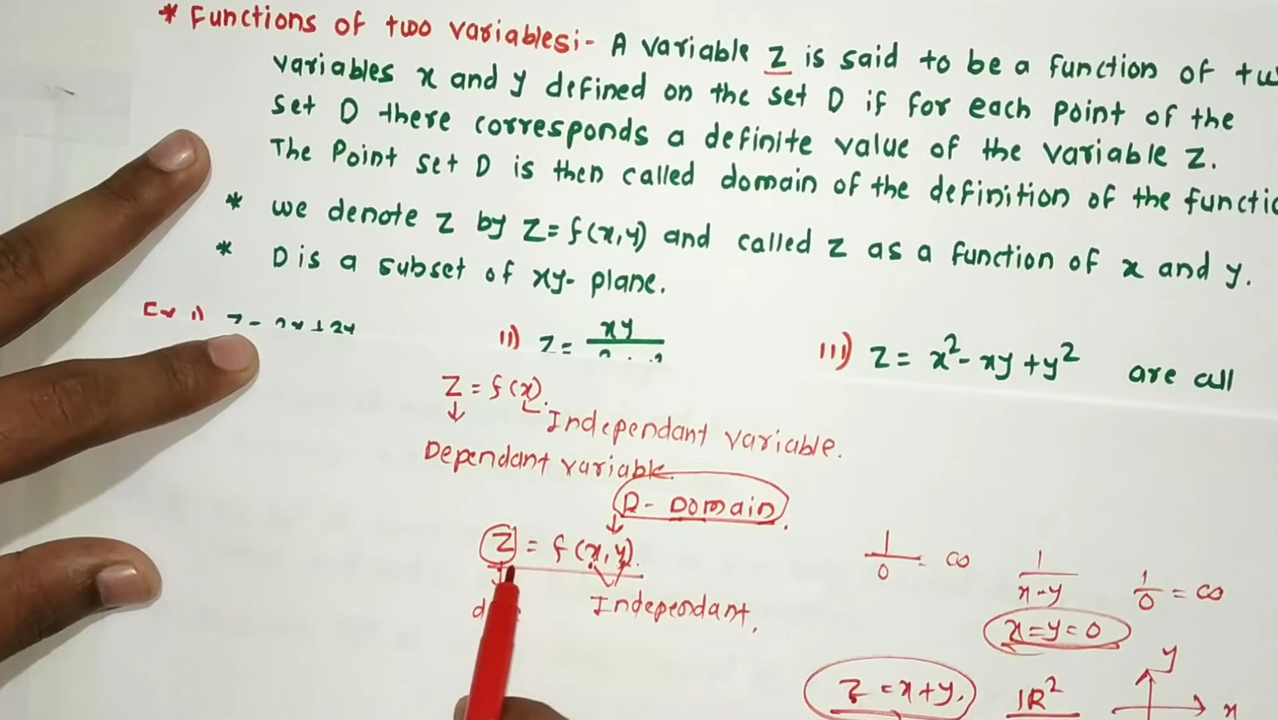 * Functions of two variables:- A variable z is said to be a function of
variables x and y defined on the set D if for each point of the
set D there corresponds a definite value of the variable z.
The Point set D is then called domain of the definition of the
* we denote z by z=f(x,y) and called z as a function of x and y.
* D is a subset of xy- plane.
ii) z= xy
iii) z= x²-xy+y² are all
z = f(x).
Independant variable.
Dependant variable.
D- Domain.
z = f(x,y).
Independant.
1/0 = ∞
1/(x-y)
1/0 = ∞
x=y=0
z=x+y.
IR²
y
x